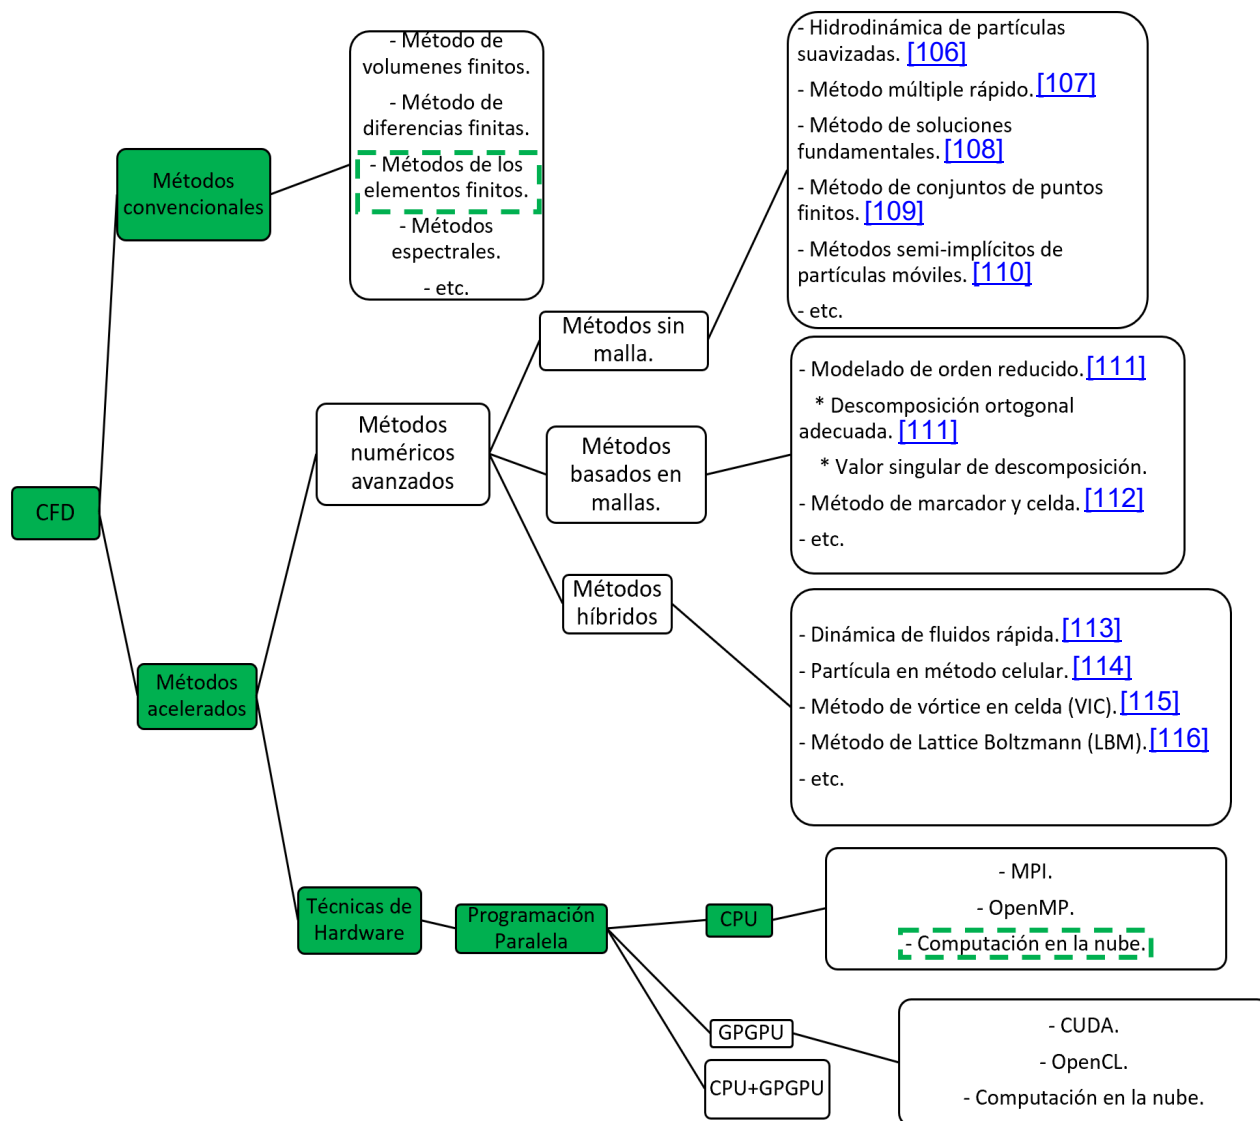 CFD
Métodos
convencionales
- Método de
volumenes finitos.
- Método de
diferencias finitas.
- Métodos de los
elementos finitos.
- Métodos
espectrales.
- etc.
Métodos
acelerados
Métodos
numéricos
avanzados
Métodos sin
malla.
- Hidrodinámica de partículas
suavizadas. [106]
- Método múltiple rápido. [107]
- Método de soluciones
fundamentales. [108]
- Método de conjuntos de puntos
finitos. [109]
- Métodos semi-implícitos de
partículas móviles. [110]
- etc.
Métodos
basados en
mallas.
- Modelado de orden reducido. [111]
* Descomposición ortogonal
adecuada. [111]
* Valor singular de descomposición.
- Método de marcador y celda. [112]
- etc.
Métodos
híbridos
- Dinámica de fluidos rápida. [113]
- Partícula en método celular. [114]
- Método de vórtice en celda (VIC). [115]
- Método de Lattice Boltzmann (LBM). [116]
- etc.
Técnicas de
Hardware
Programación
Paralela
CPU
- MPI.
- OpenMP.
- Computación en la nube.
GPGPU
- CUDA.
- OpenCL.
- Computación en la nube.
CPU+GPGPU